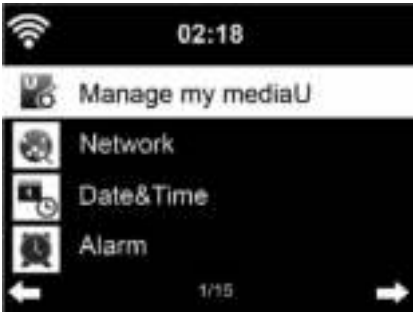 02:18
Manage my mediaU
Network
Date&Time
Alarm
1/15